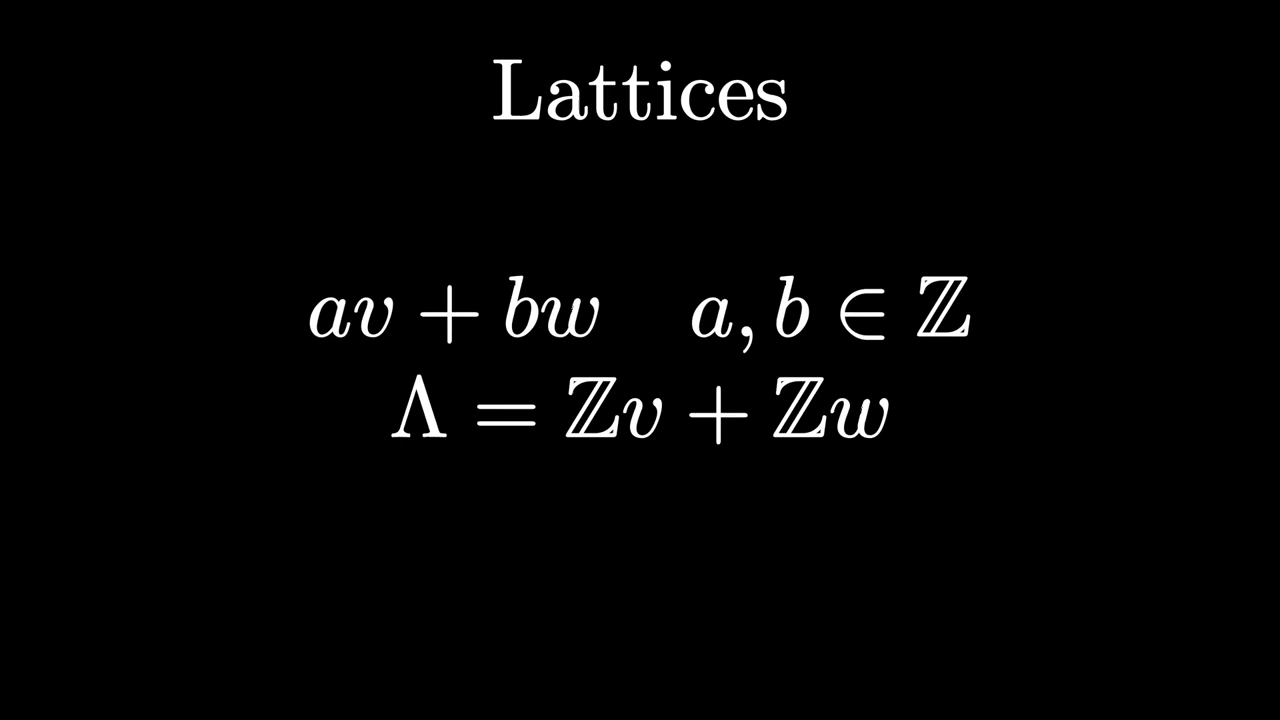 Lattices
av + bw a, b ∈ ℤ
Λ = ℤv + ℤw